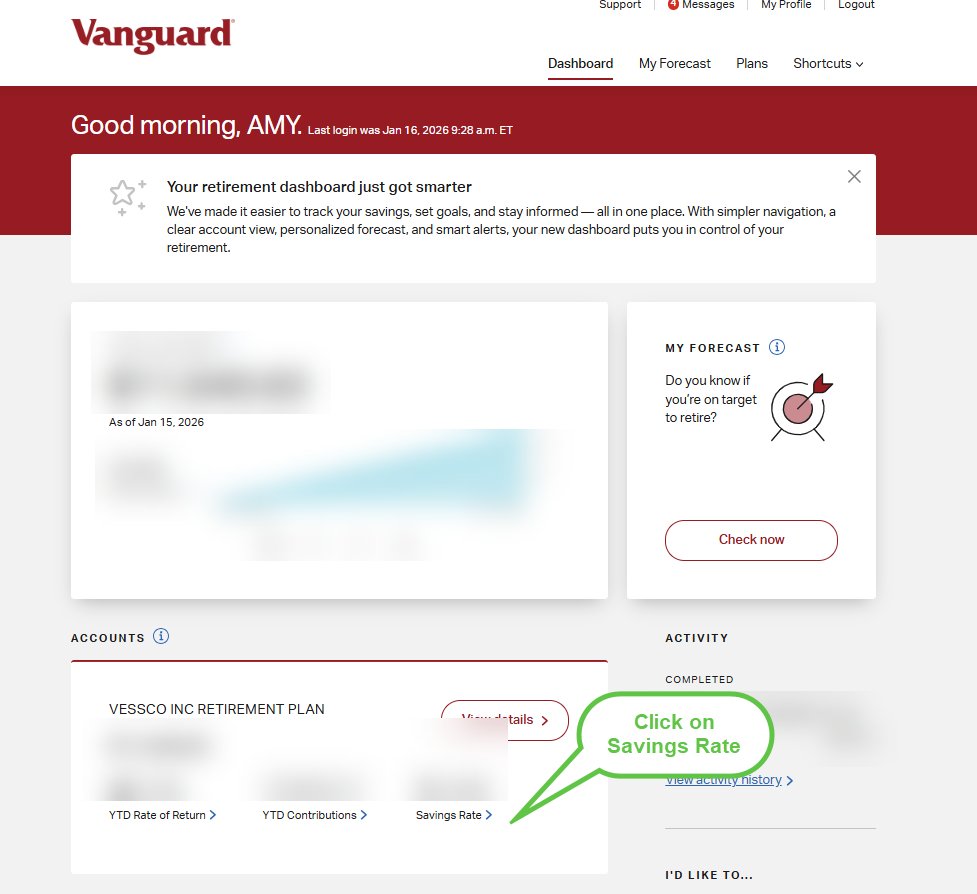 Support
4 Messages
My Profile
Logout
Vanguard
Dashboard
My Forecast
Plans
Shortcuts
Good morning, AMY. Last login was Jan 16, 2026 9:28 a.m. ET
Your retirement dashboard just got smarter
We've made it easier to track your savings, set goals, and stay informed — all in one place. With simpler navigation, a
clear account view, personalized forecast, and smart alerts, your new dashboard puts you in control of your
retirement.
As of Jan 15, 2026
MY FORECAST
Do you know if
you're on target
to retire?
Check now
ACCOUNTS
VESSCO INC RETIREMENT PLAN
View details
YTD Rate of Return
YTD Contributions
Savings Rate
Click on
Savings Rate
ACTIVITY
COMPLETED
View activity history
I'D LIKE TO...